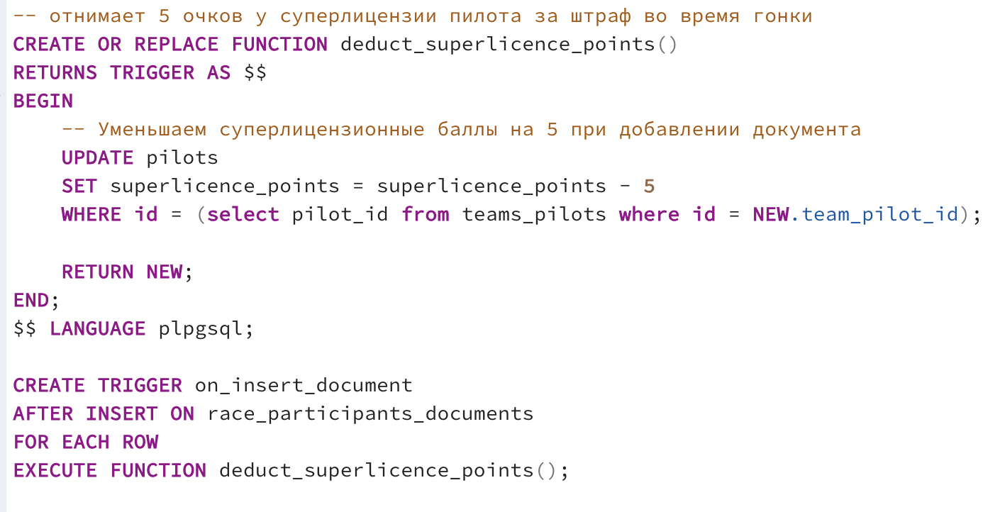 -- отнимает 5 очков у суперлицензии пилота за штраф во время гонки
CREATE OR REPLACE FUNCTION deduct_superlicence_points()
RETURNS TRIGGER AS $$
BEGIN
    -- Уменьшаем суперлицензионные баллы на 5 при добавлении документа
    UPDATE pilots
    SET superlicence_points = superlicence_points - 5
    WHERE id = (select pilot_id from teams_pilots where id = NEW.team_pilot_id);
    RETURN NEW;
END;
$$ LANGUAGE plpgsql;
CREATE TRIGGER on_insert_document
AFTER INSERT ON race_participants_documents
FOR EACH ROW
EXECUTE FUNCTION deduct_superlicence_points();